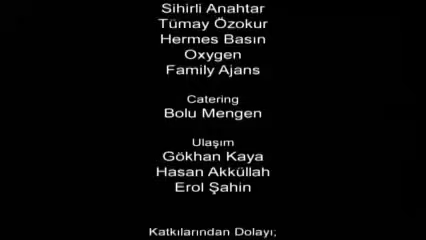 Sihirli Anahtar
Tümay Özokur
Hermes Basın
Oxygen
Family Ajans
Catering
Bolu Mengen
Ulaşım
Gökhan Kaya
Hasan Akküllah
Erol Şahin
Katkılarından Dolayı;